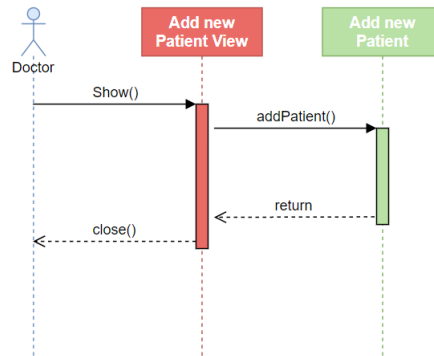 Add new
Patient View
Add new
Patient
Doctor
Show()
addPatient()
return
close()